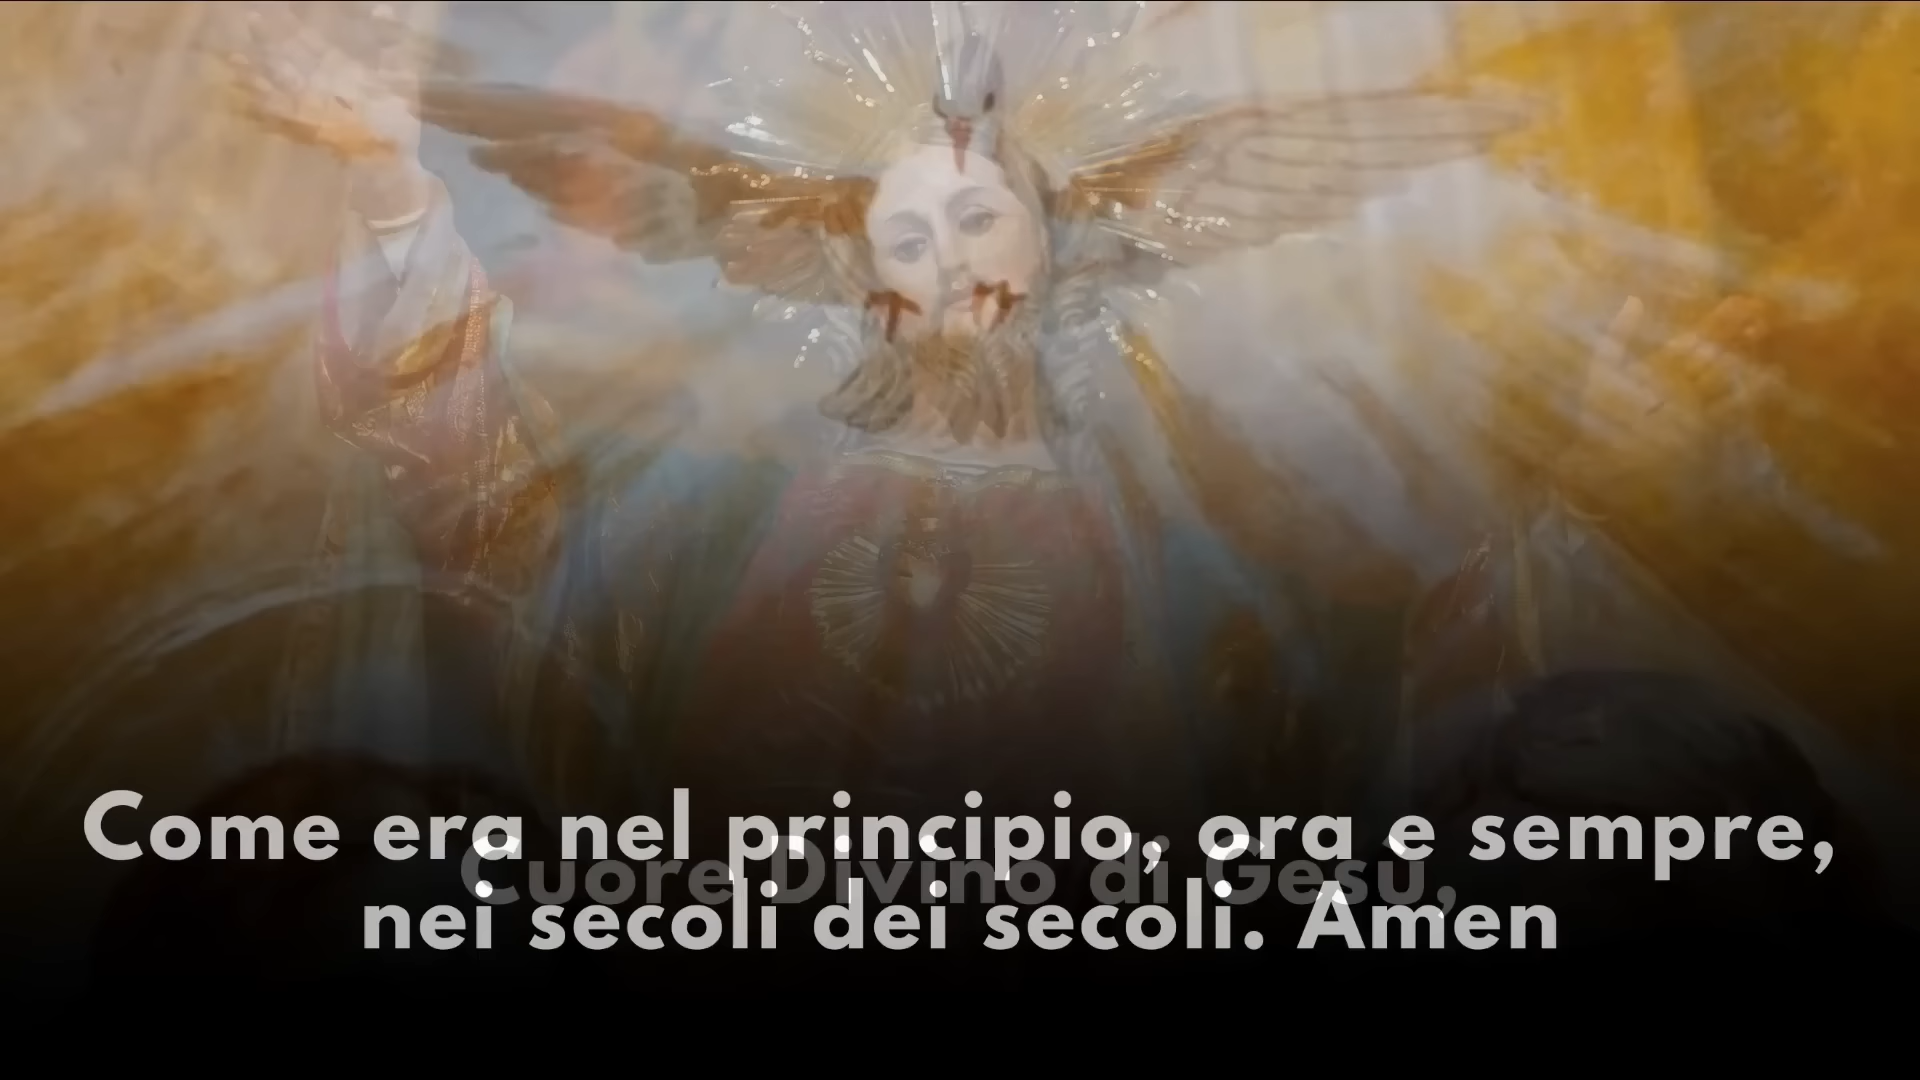 Come era nel principio, ora e sempre,
Cuore Divino di Gesù,
nei secoli dei secoli. Amen